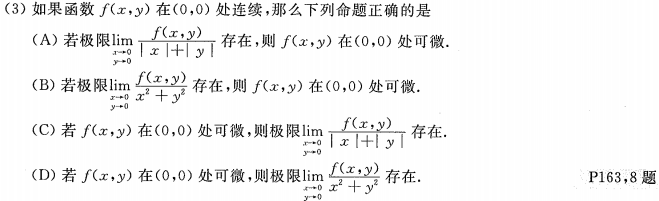 (3) 如果函数 f(x,y) 在(0,0) 处连续,那么下列命题正确的是
(A) 若极限 lim x→0 y→0 f(x,y) / | x |+| y | 存在,则 f(x,y) 在(0,0) 处可微.
(B) 若极限 lim x→0 y→0 f(x,y) / x² + y² 存在,则 f(x,y) 在(0,0) 处可微.
(C) 若 f(x,y) 在(0,0) 处可微,则极限 lim x→0 y→0 f(x,y) / | x |+| y | 存在.
(D) 若 f(x,y) 在(0,0) 处可微,则极限 lim x→0 y→0 f(x,y) / x² + y² 存在.
P163,8 题